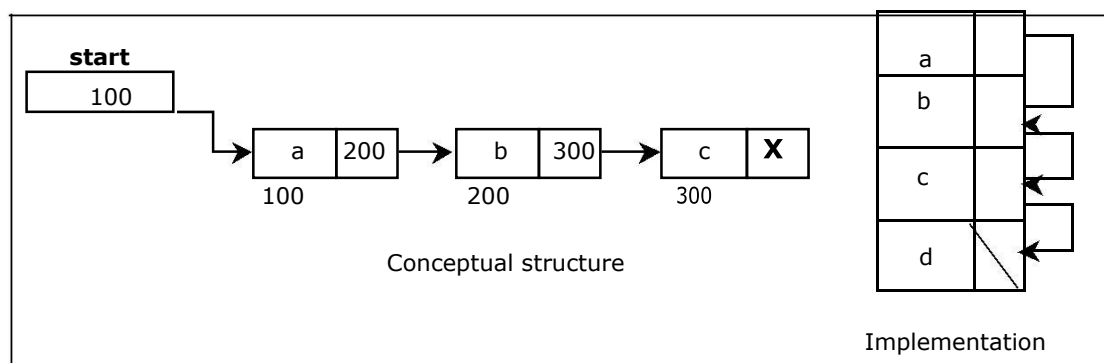 start
100
a 200 b 300 c X
100 200 300
Conceptual structure
a
b
c
d
Implementation